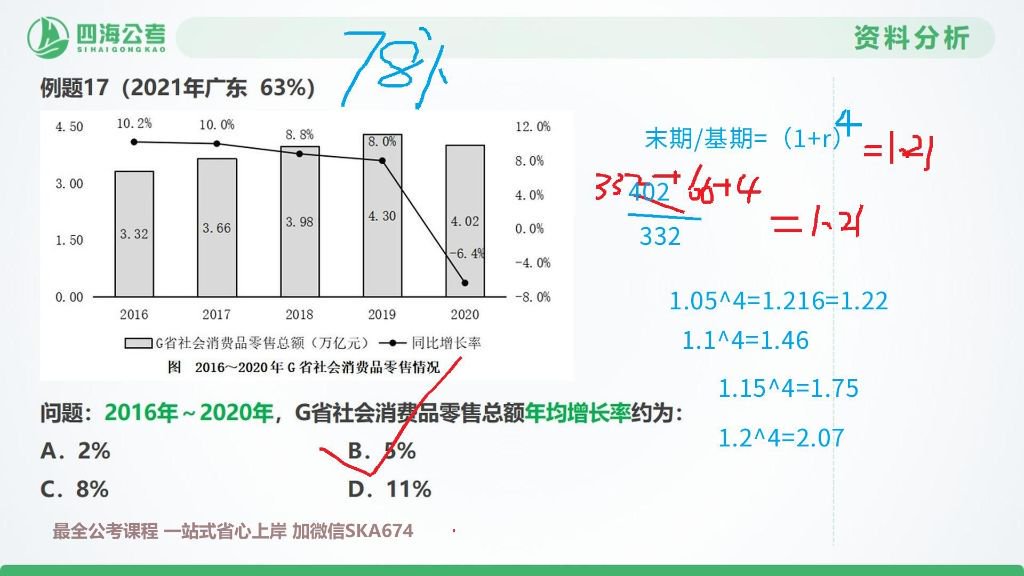 四海公考
SIHAIGONGKAO
资料分析
例题17（2021年广东 63%）
78%
4.50
3.00
1.50
0.00
10.2%
10.0%
8.8%
8.0%
-6.4%
3.32
3.66
3.98
4.30
4.02
12.0%
8.0%
4.0%
0.0%
-4.0%
-8.0%
2016
2017
2018
2019
2020
G省社会消费品零售总额（万亿元）
同比增长率
图 2016～2020年G省社会消费品零售情况
末期/基期=（1+r）4 =1.21
332+66+4
402
332
=1.21
1.05^4=1.216=1.22
1.1^4=1.46
1.15^4=1.75
1.2^4=2.07
问题：2016年～2020年，G省社会消费品零售总额年均增长率约为：
A. 2%
B. 5%
C. 8%
D. 11%
最全公考课程 一站式省心上岸 加微信SKA674